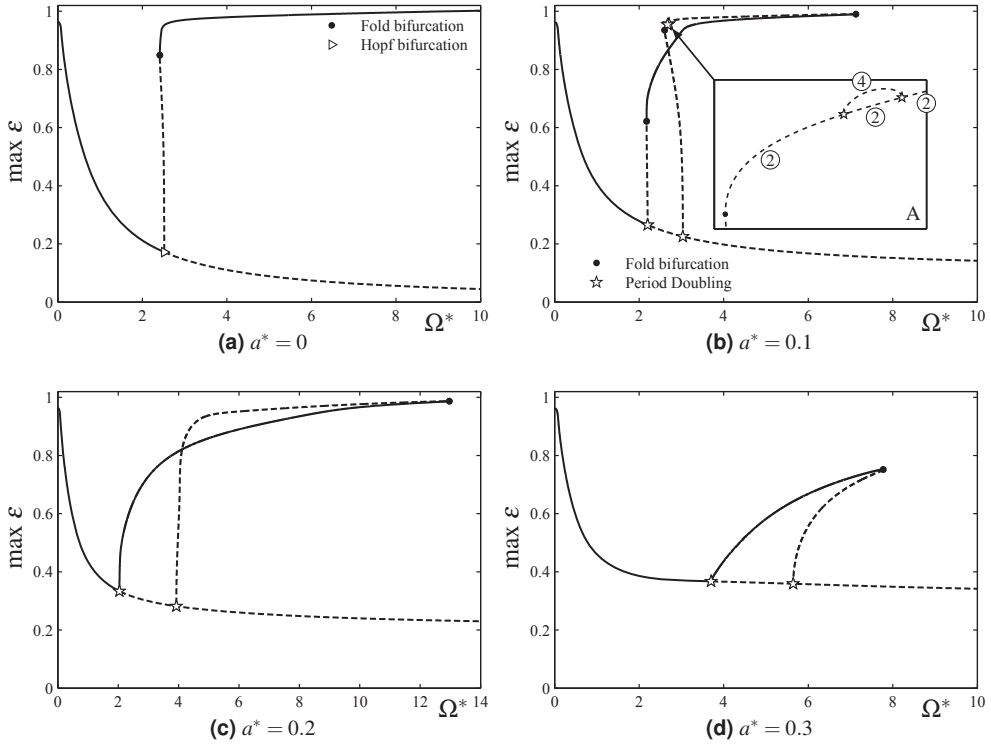 1
0.8
0.6
0.4
0.2
0
max ε
0 2 4 6 8 10
Ω*
Fold bifurcation
Hopf bifurcation
(a) a* = 0
1
0.8
0.6
0.4
0.2
0
max ε
0 2 4 6 8 10
Ω*
4
2
2
2
A
Fold bifurcation
Period Doubling
(b) a* = 0.1
1
0.8
0.6
0.4
0.2
0
max ε
0 2 4 6 8 10 12 14
Ω*
(c) a* = 0.2
1
0.8
0.6
0.4
0.2
0
max ε
0 2 4 6 8 10
Ω*
(d) a* = 0.3